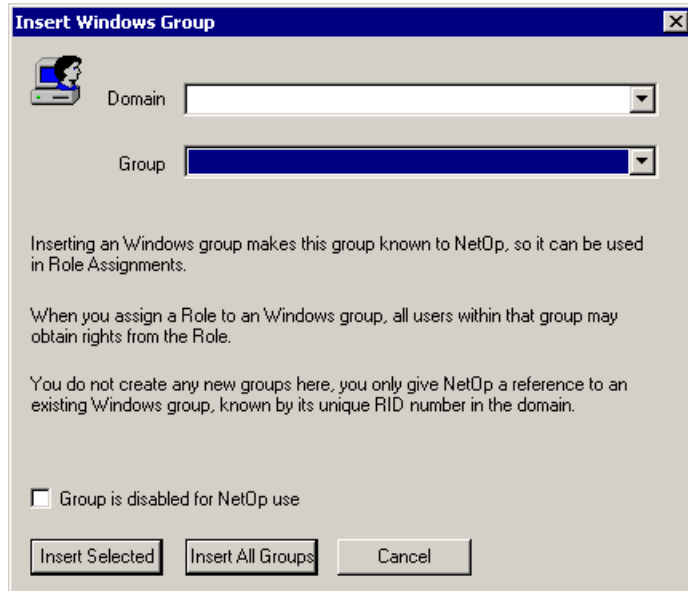 Insert Windows Group
Domain
Group
Inserting an Windows group makes this group known to NetOp, so it can be used
in Role Assignments.
When you assign a Role to an Windows group, all users within that group may
obtain rights from the Role.
You do not create any new groups here, you only give NetOp a reference to an
existing Windows group, known by its unique RID number in the domain.
Group is disabled for NetOp use
Insert Selected Insert All Groups Cancel